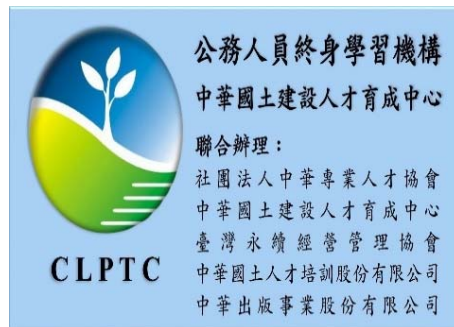 公務人員終身學習機構
中華國土建設人才育成中心
聯合辦理：
社團法人中華專業人才協會
中華國土建設人才育成中心
臺灣永續經營管理協會
中華國土人才培訓股份有限公司
中華出版事業股份有限公司
CLPTC